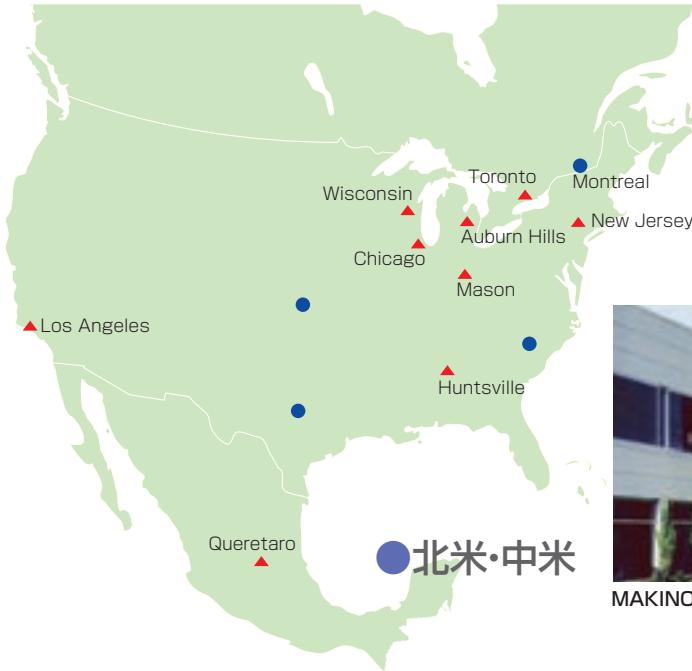 Toronto
Montreal
Wisconsin
New Jersey
Auburn Hills
Chicago
Mason
Los Angeles
Huntsville
Queretaro
北米・中米
MAKINO